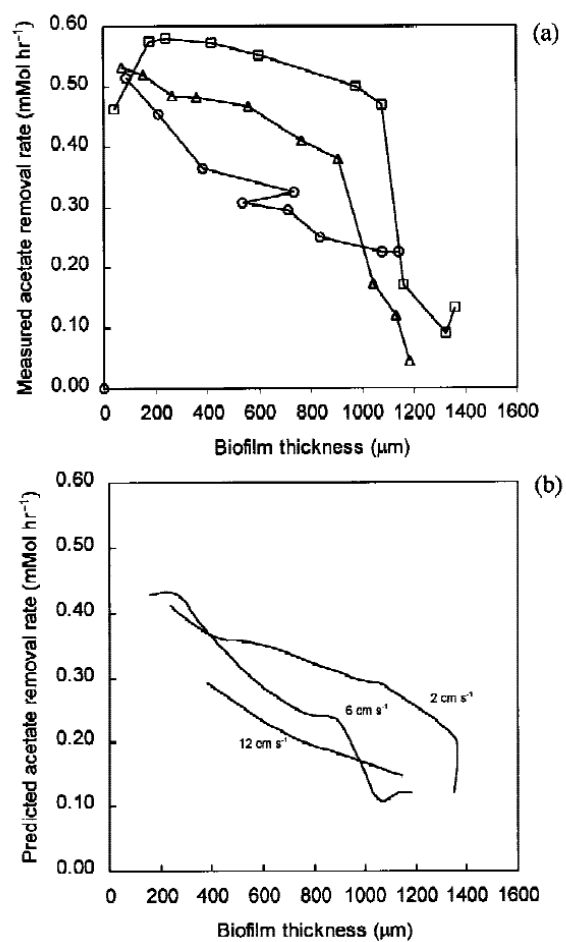 (a)
Measured acetate removal rate (mMol hr⁻¹)
0.60
0.50
0.40
0.30
0.20
0.10
0.00
0 200 400 600 800 1000 1200 1400 1600
Biofilm thickness (μm)
(b)
Predicted acetate removal rate (mMol hr⁻¹)
0.60
0.50
0.40
0.30
0.20
0.10
0.00
2 cm s⁻¹
6 cm s⁻¹
12 cm s⁻¹
0 200 400 600 800 1000 1200 1400 1600
Biofilm thickness (μm)